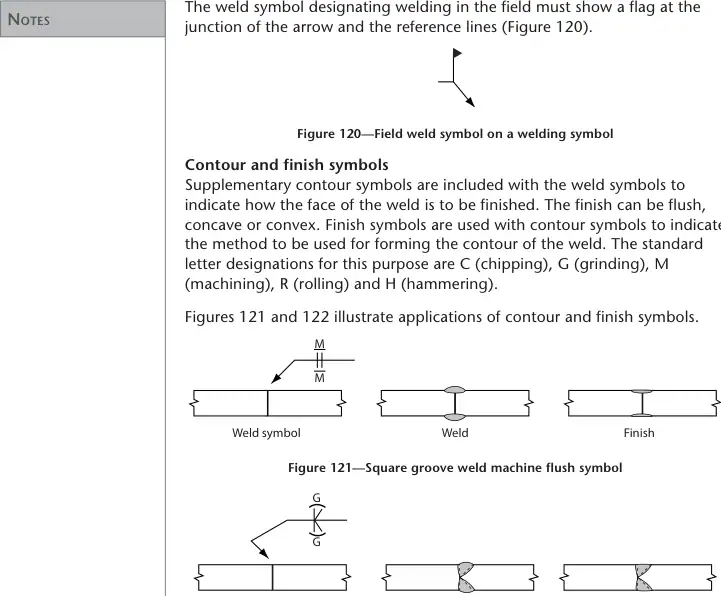 NOTES
The weld symbol designating welding in the field must show a flag at the
junction of the arrow and the reference lines (Figure 120).
Figure 120—Field weld symbol on a welding symbol
Contour and finish symbols
Supplementary contour symbols are included with the weld symbols to
indicate how the face of the weld is to be finished. The finish can be flush,
concave or convex. Finish symbols are used with contour symbols to indicate
the method to be used for forming the contour of the weld. The standard
letter designations for this purpose are C (chipping), G (grinding), M
(machining), R (rolling) and H (hammering).
Figures 121 and 122 illustrate applications of contour and finish symbols.
M
M
Weld symbol
Weld
Finish
Figure 121—Square groove weld machine flush symbol
G
G